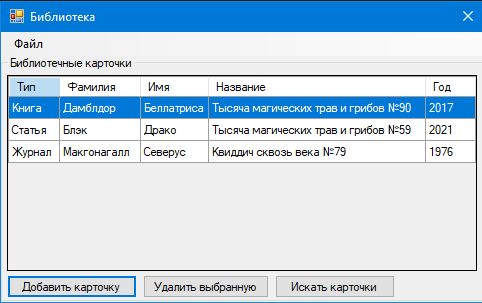 Библиотека
Файл
Библиотечные карточки
Тип Фамилия Имя Название Год
Книга Дамблдор Беллатриса Тысяча магических трав и грибов №90 2017
Статья Блэк Драко Тысяча магических трав и грибов №59 2021
Журнал Макгонагалл Северус Квиддич сквозь века №79 1976
Добавить карточку Удалить выбранную Искать карточки